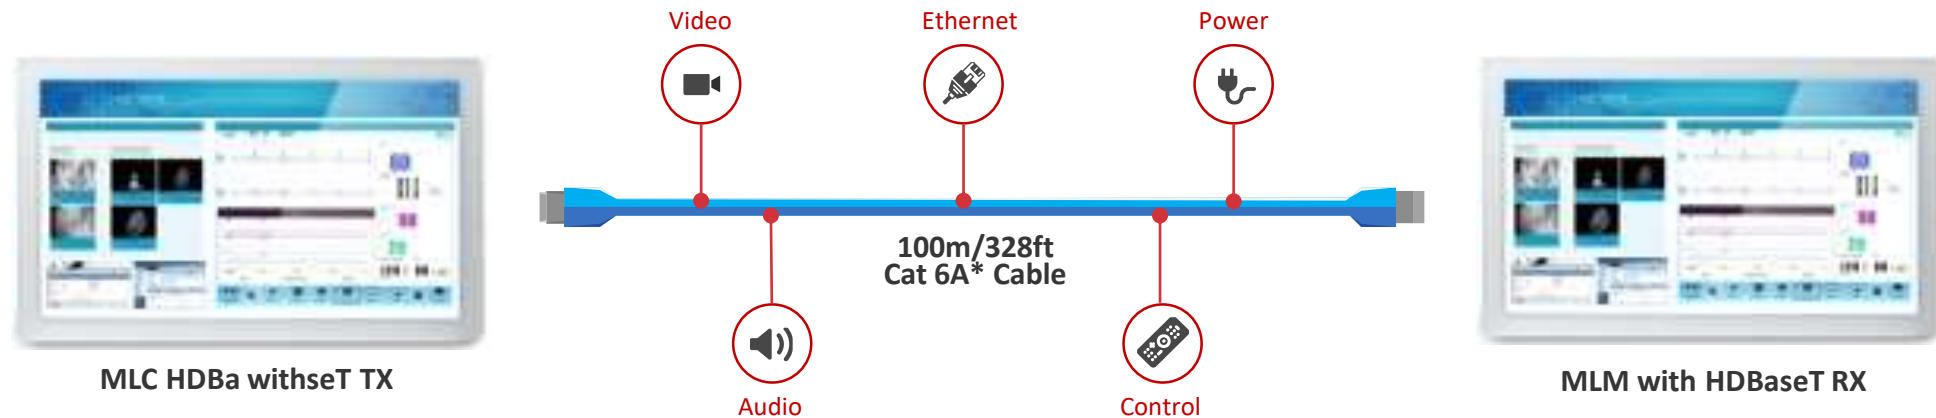 Video
Ethernet
Power
100m/328ft
Cat 6A* Cable
MLC HDBa withseT TX
MLM with HDBaseT RX
Audio
Control